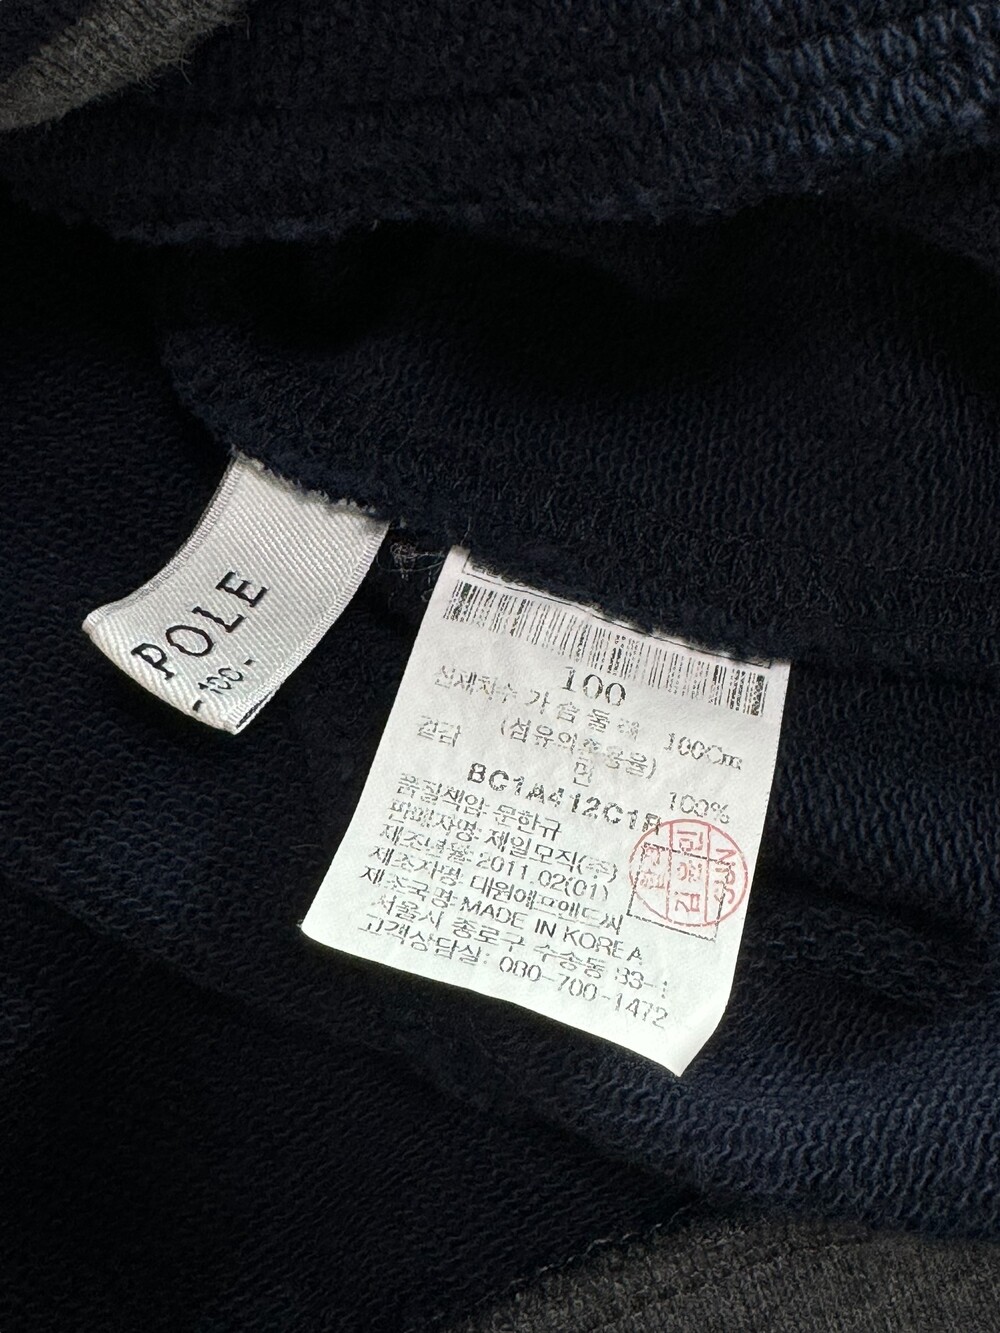 POLE
-100-
100
신체치수 가슴둘레 100Cm
겉감 (섬유의혼용율)
면 100%
BC1A412C1R
품질책임:문한규
판매자명:제일모직(주)
제조년월:2011.02(01)
제조자명:대원에프앤드씨
제조국명:MADE IN KOREA
서울시 종로구 수송동 83-1
고객상담실: 080-700-1472